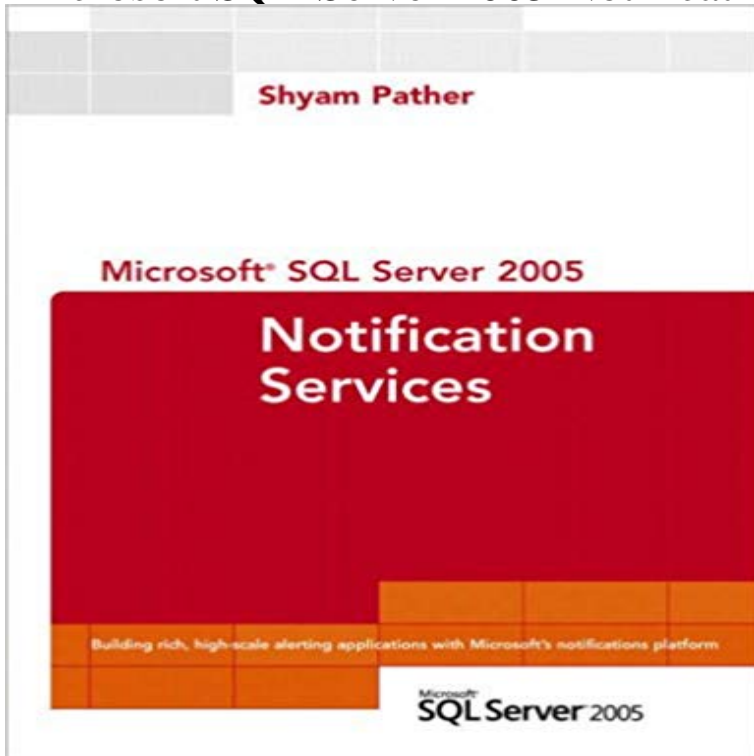 Shyam Pather
Microsoft® SQL Server 2005
Notification
Services
Building rich, high-scale alerting applications with Microsoft's notifications platform
Microsoft®
SQL Server 2005